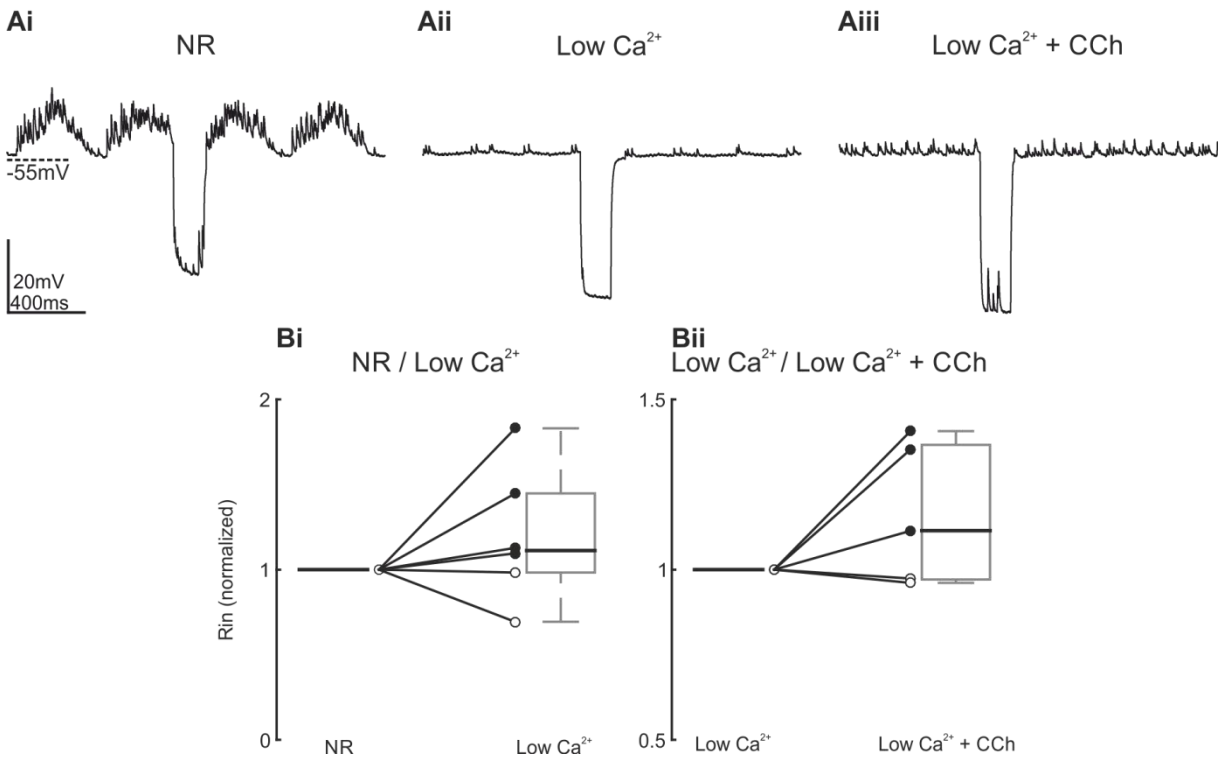 Ai
NR
Aii
Low Ca²⁺
Aiii
Low Ca²⁺ + CCh
-55mV
20mV
400ms
Bi
NR / Low Ca²⁺
2
1
0
Rin (normalized)
NR
Low Ca²⁺
Bii
Low Ca²⁺/ Low Ca²⁺ + CCh
1.5
1
0.5
Low Ca²⁺
Low Ca²⁺ + CCh